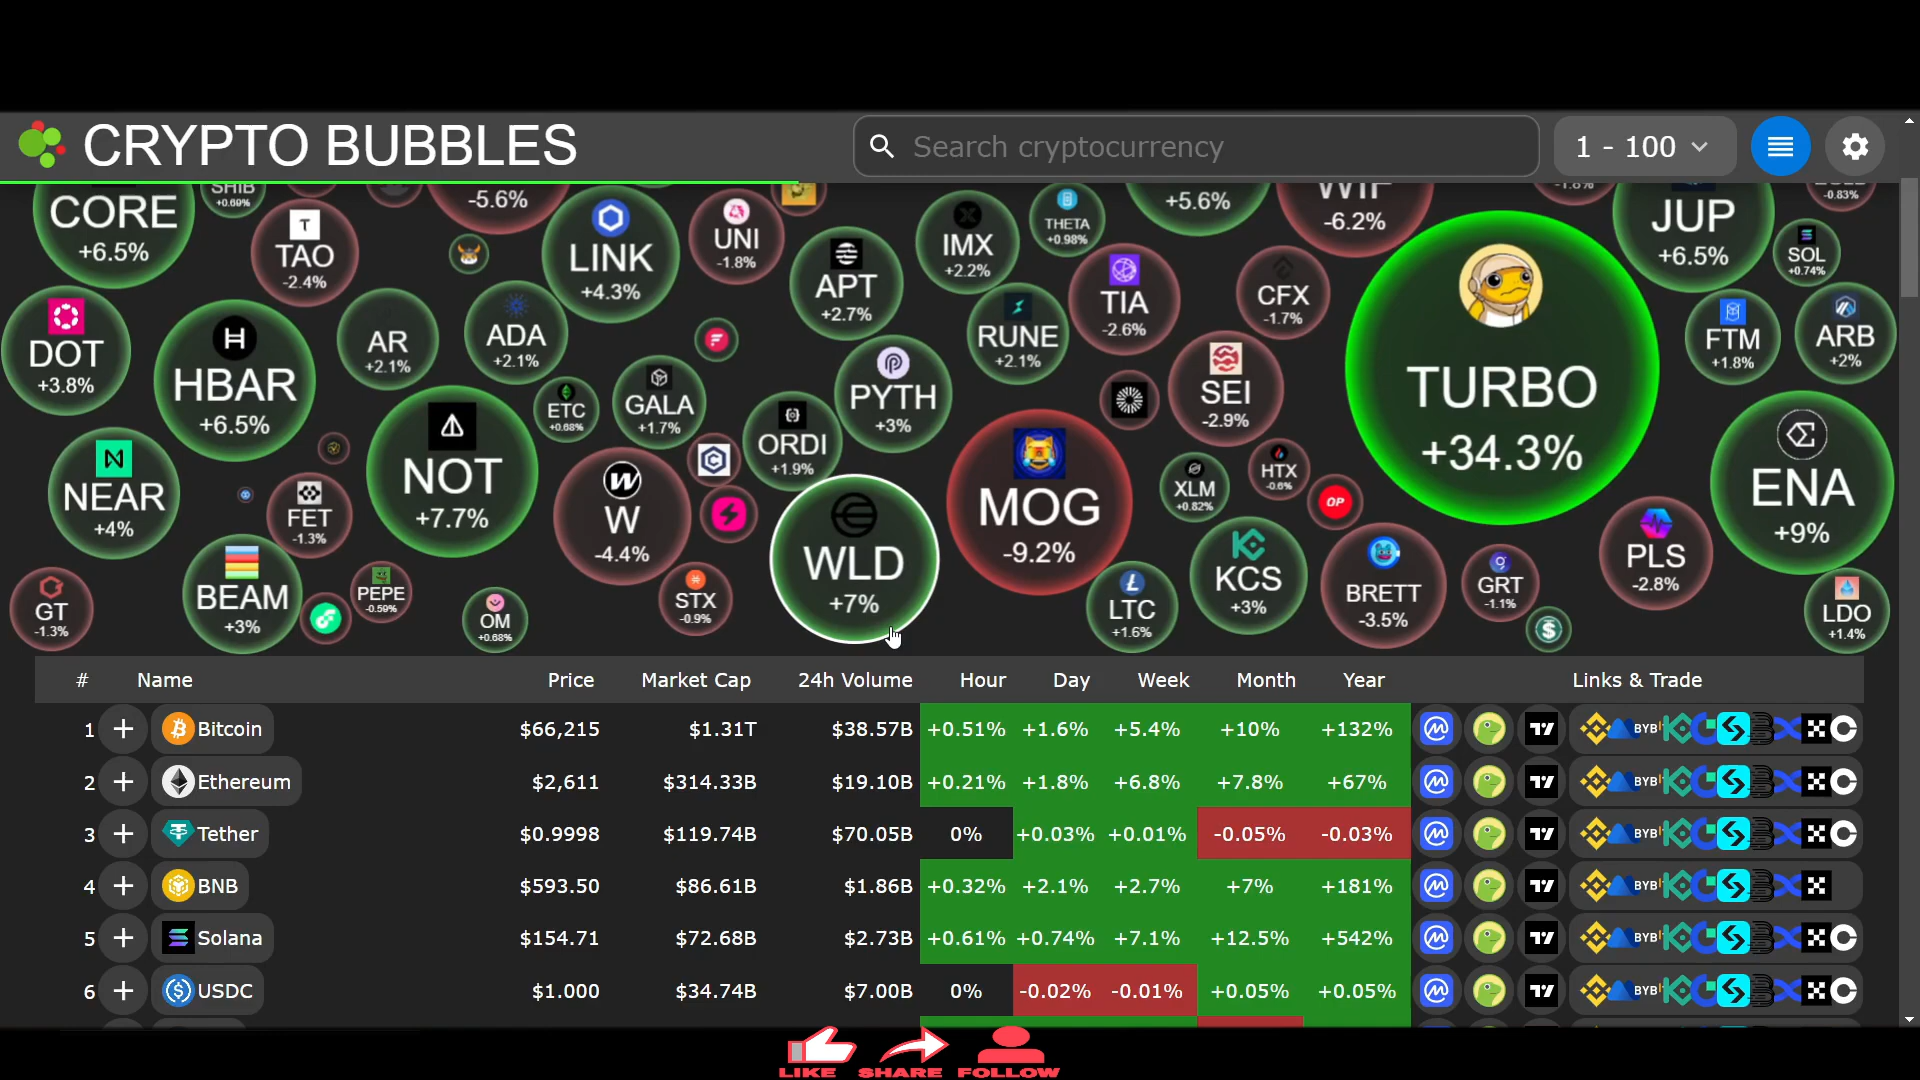 CRYPTO BUBBLES
Search cryptocurrency
1 - 100
CORE
+6.5%
SHIB
+0.69%
TAO
-2.4%
-5.6%
LINK
+4.3%
UNI
-1.8%
APT
+2.7%
IMX
+2.2%
THETA
+0.98%
+5.6%
WIF
-6.2%
-1.8%
JUP
+6.5%
-0.83%
SOL
+0.74%
DOT
+3.8%
HBAR
+6.5%
AR
+2.1%
ADA
+2.1%
RUNE
+2.1%
TIA
-2.6%
CFX
-1.7%
TURBO
+34.3%
FTM
+1.8%
ARB
+2%
ETC
+0.68%
GALA
+1.7%
ORDI
+1.9%
PYTH
+3%
SEI
-2.9%
NEAR
+4%
FET
-1.3%
NOT
+7.7%
W
-4.4%
WLD
+7%
MOG
-9.2%
XLM
+0.82%
HTX
-0.6%
OP
ENA
+9%
GT
-1.3%
BEAM
+3%
PEPE
-0.59%
OM
+0.68%
STX
-0.9%
LTC
+1.6%
KCS
+3%
BRETT
-3.5%
GRT
-1.1%
PLS
-2.8%
LDO
+1.4%
# Name Price Market Cap 24h Volume Hour Day Week Month Year Links & Trade
1 + Bitcoin $66,215 $1.31T $38.57B +0.51% +1.6% +5.4% +10% +132% BYB
2 + Ethereum $2,611 $314.33B $19.10B +0.21% +1.8% +6.8% +7.8% +67% BYB
3 + Tether $0.9998 $119.74B $70.05B 0% +0.03% +0.01% -0.05% -0.03% BYB
4 + BNB $593.50 $86.61B $1.86B +0.32% +2.1% +2.7% +7% +181% BYB
5 + Solana $154.71 $72.68B $2.73B +0.61% +0.74% +7.1% +12.5% +542% BYB
6 + USDC $1.000 $34.74B $7.00B 0% -0.02% -0.01% +0.05% +0.05% BYB
LIKE SHARE FOLLOW